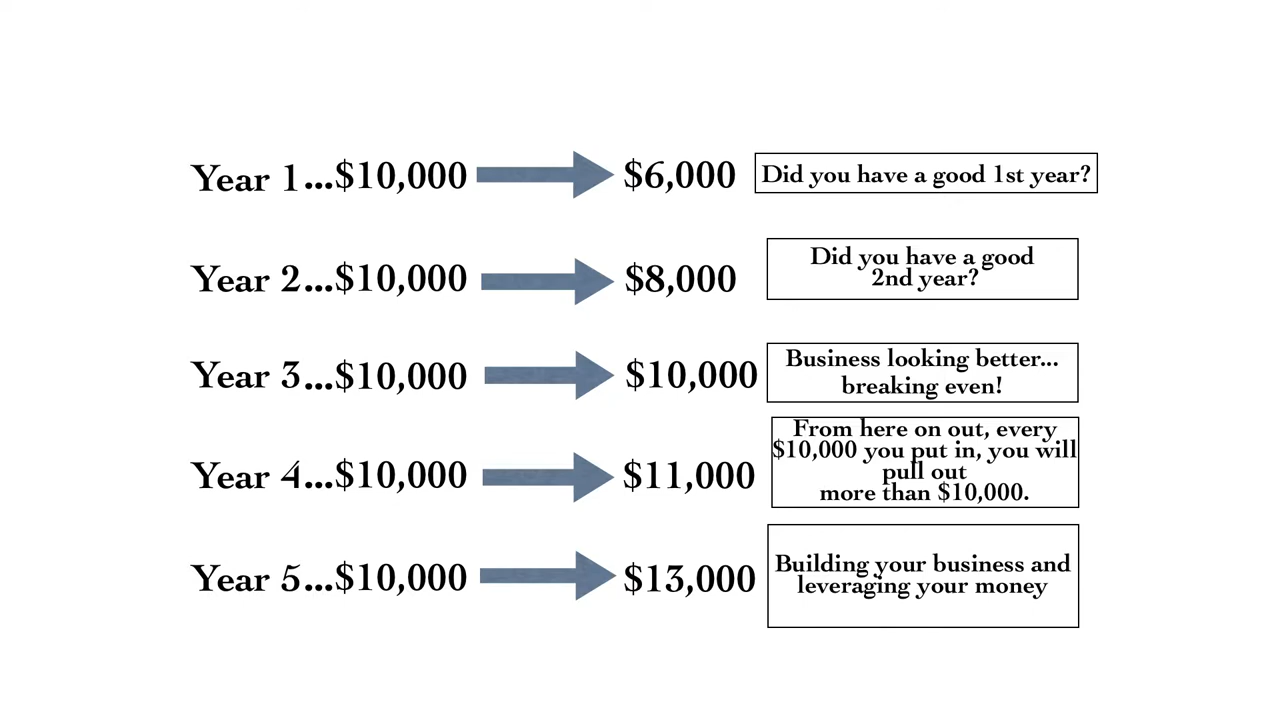 Year 1...$10,000 $6,000 Did you have a good 1st year?
Year 2...$10,000 $8,000 Did you have a good
2nd year?
Year 3...$10,000 $10,000 Business looking better...
breaking even!
Year 4...$10,000 $11,000 From here on out, every
$10,000 you put in, you will
pull out
more than $10,000.
Year 5...$10,000 $13,000 Building your business and
leveraging your money